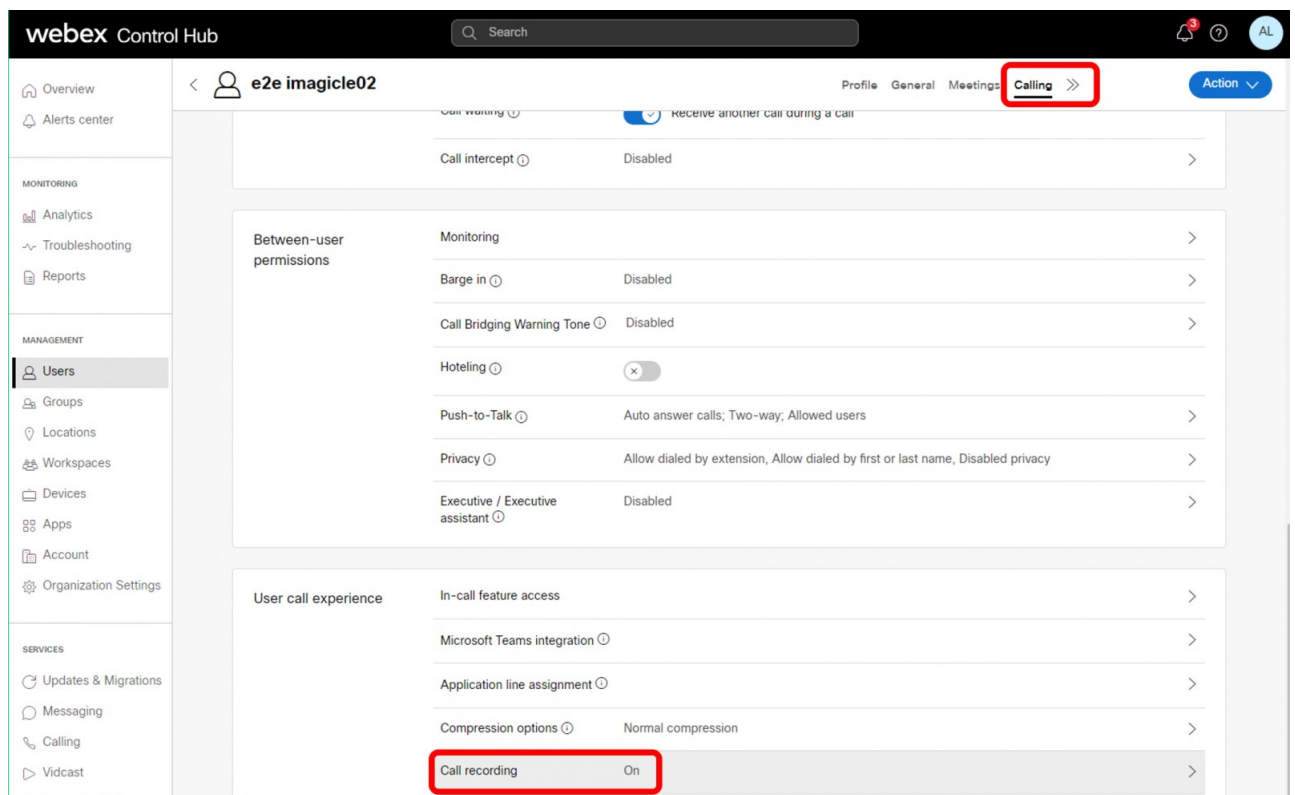 webex Control Hub
Search
3
AL
Overview
Alerts center
MONITORING
Analytics
Troubleshooting
Reports
MANAGEMENT
Users
Groups
Locations
Workspaces
Devices
Apps
Account
Organization Settings
SERVICES
Updates & Migrations
Messaging
Calling
Vidcast
e2e imagicle02
Profile General Meetings Calling
Action
Call waiting Receive another call during a call
Call intercept Disabled
Between-user
permissions
Monitoring
Barge in Disabled
Call Bridging Warning Tone Disabled
Hoteling
Push-to-Talk Auto answer calls; Two-way; Allowed users
Privacy Allow dialed by extension, Allow dialed by first or last name, Disabled privacy
Executive / Executive
assistant Disabled
User call experience
In-call feature access
Microsoft Teams integration
Application line assignment
Compression options Normal compression
Call recording On